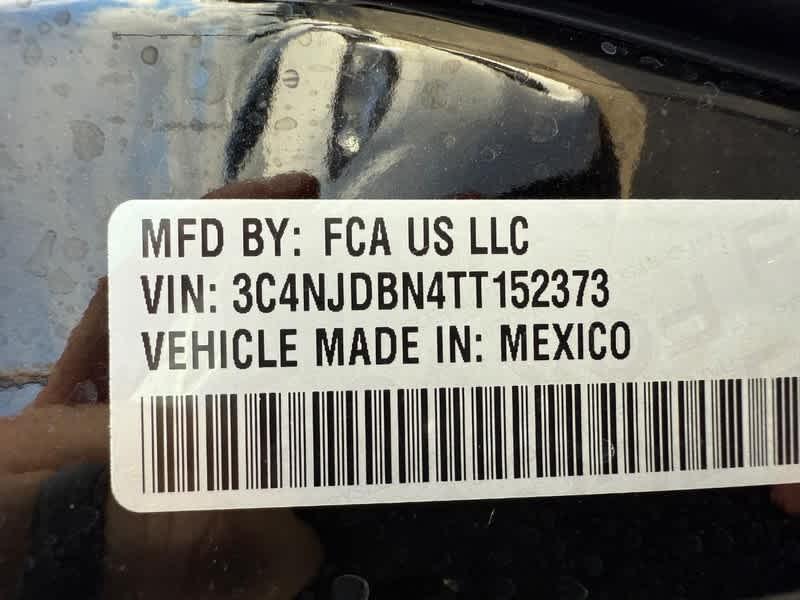 MFD BY: FCA US LLC
VIN: 3C4NJDBN4TT152373
VEHICLE MADE IN: MEXICO